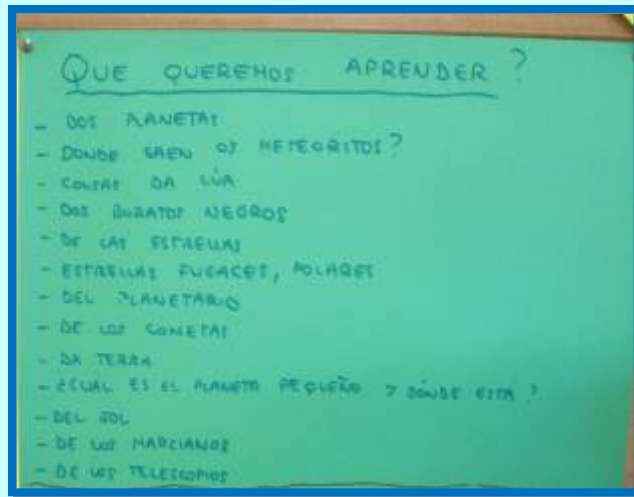 QUE QUEREMOS APRENDER?
- DOS PLANETAS
- DONDE CAEN OS METEORITOS?
- COUSAS DA LÚA
- DOS BURATOS NEGROS
- DE LAS ESTRELLAS
- ESTRELLAS FUGACES, POLARES
- DEL PLANETARIO
- DE LOS COMETAS
- DA TERRA
- ¿CUAL ES EL PLANETA PEQUEÑO Y DÓNDE ESTÁ?
- DEL SOL
- DE LOS MARCIANOS
- DE LOS TELESCOPIOS